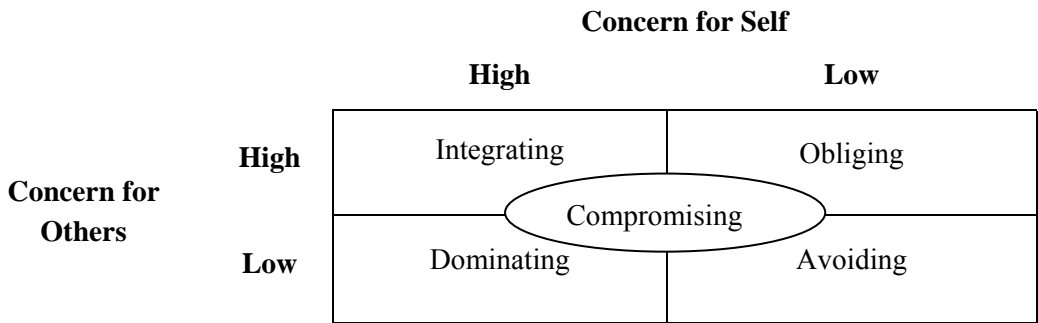 Concern for Self
High Low
High Integrating Obliging
Concern for
Others
Compromising
Low Dominating Avoiding